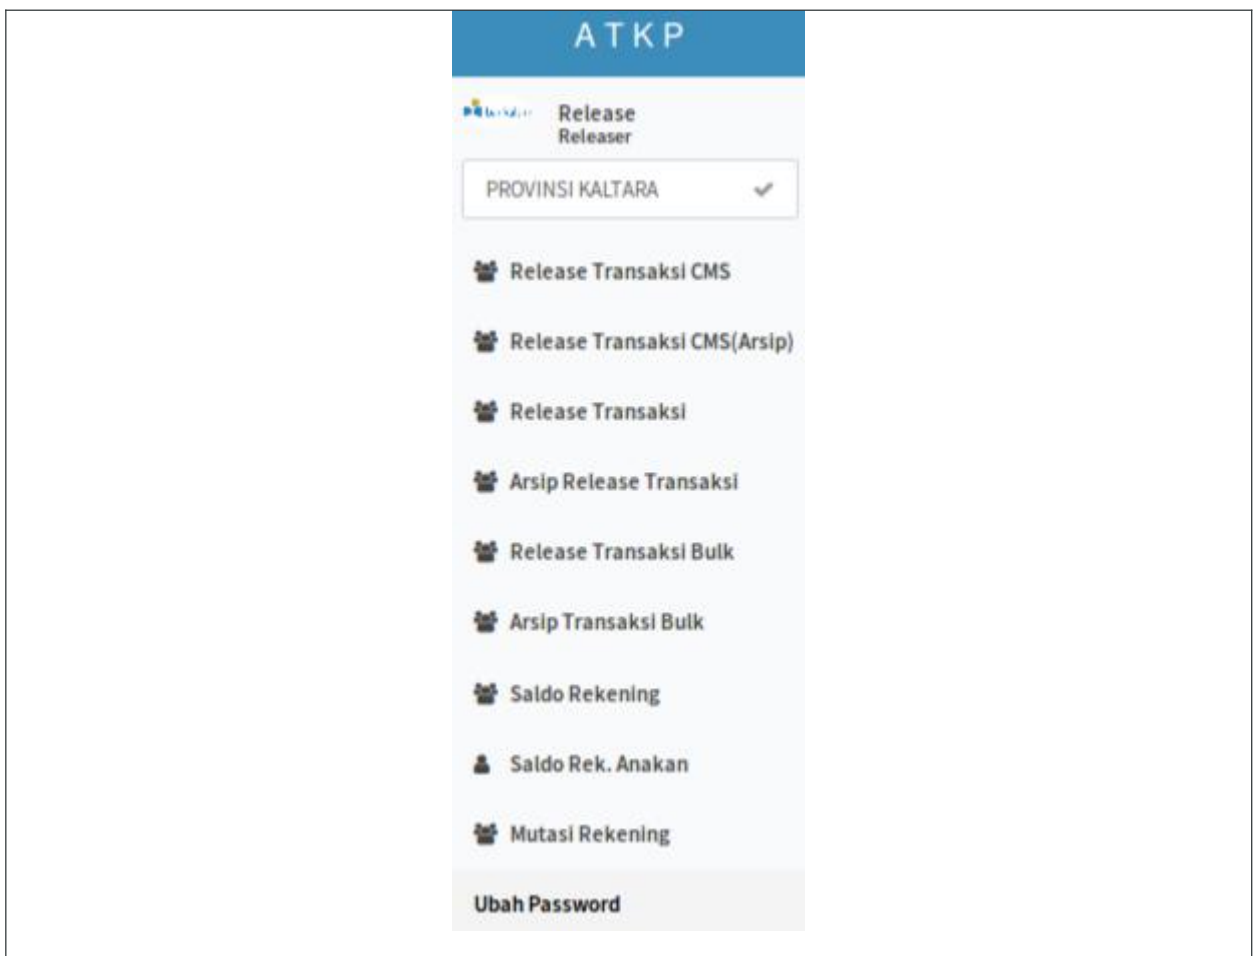 ATKP
Release
Releaser
PROVINSI KALTARA
Release Transaksi CMS
Release Transaksi CMS(Arsip)
Release Transaksi
Arsip Release Transaksi
Release Transaksi Bulk
Arsip Transaksi Bulk
Saldo Rekening
Saldo Rek. Anakan
Mutasi Rekening
Ubah Password